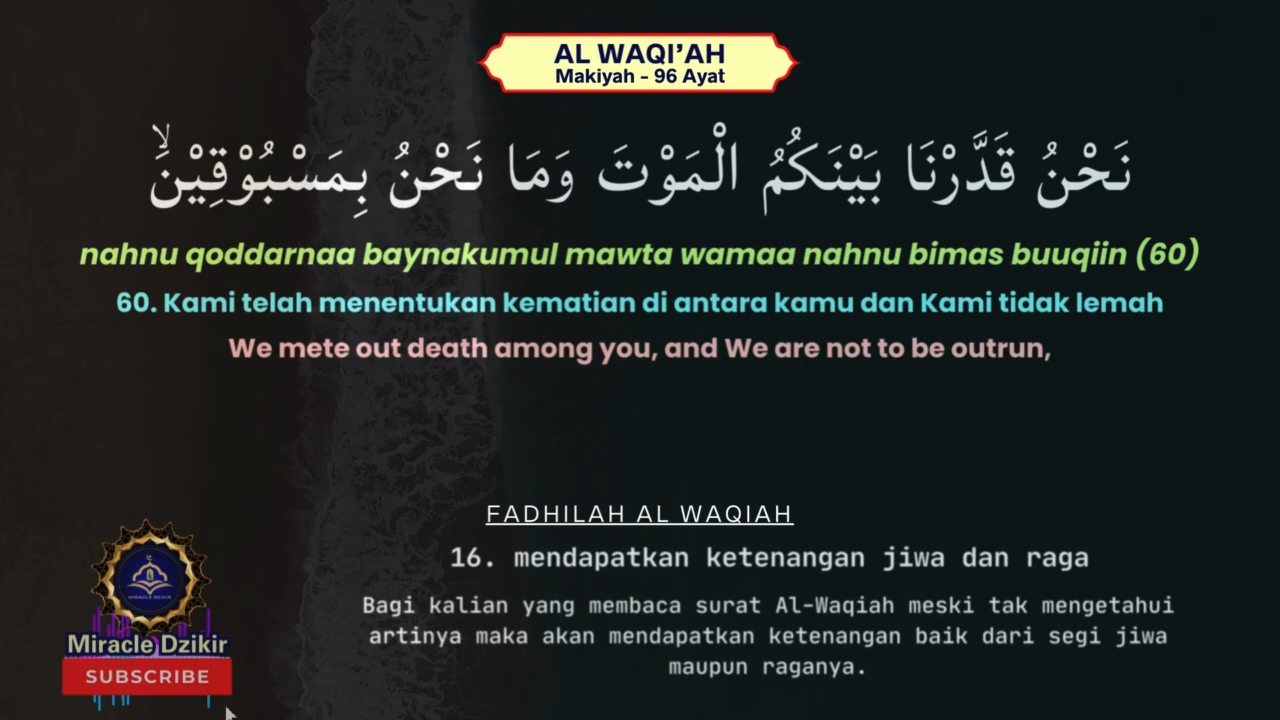 AL WAQI’AH
Makiyah - 96 Ayat
نَحْنُ قَدَّرْنَا بَيْنَكُمُ الْمَوْتَ وَمَا نَحْنُ بِمَسْبُوْقِيْنَۙ
nahnu qoddarnaa baynakumul mawta wamaa nahnu bimas buuqiin (60)
60. Kami telah menentukan kematian di antara kamu dan Kami tidak lemah
We mete out death among you, and We are not to be outrun,
FADHILAH AL WAQIAH
16. mendapatkan ketenangan jiwa dan raga
Bagi kalian yang membaca surat Al-Waqiah meski tak mengetahui
artinya maka akan mendapatkan ketenangan baik dari segi jiwa
maupun raganya.
MIRACLE DZIKIR
Miracle Dzikir
SUBSCRIBE